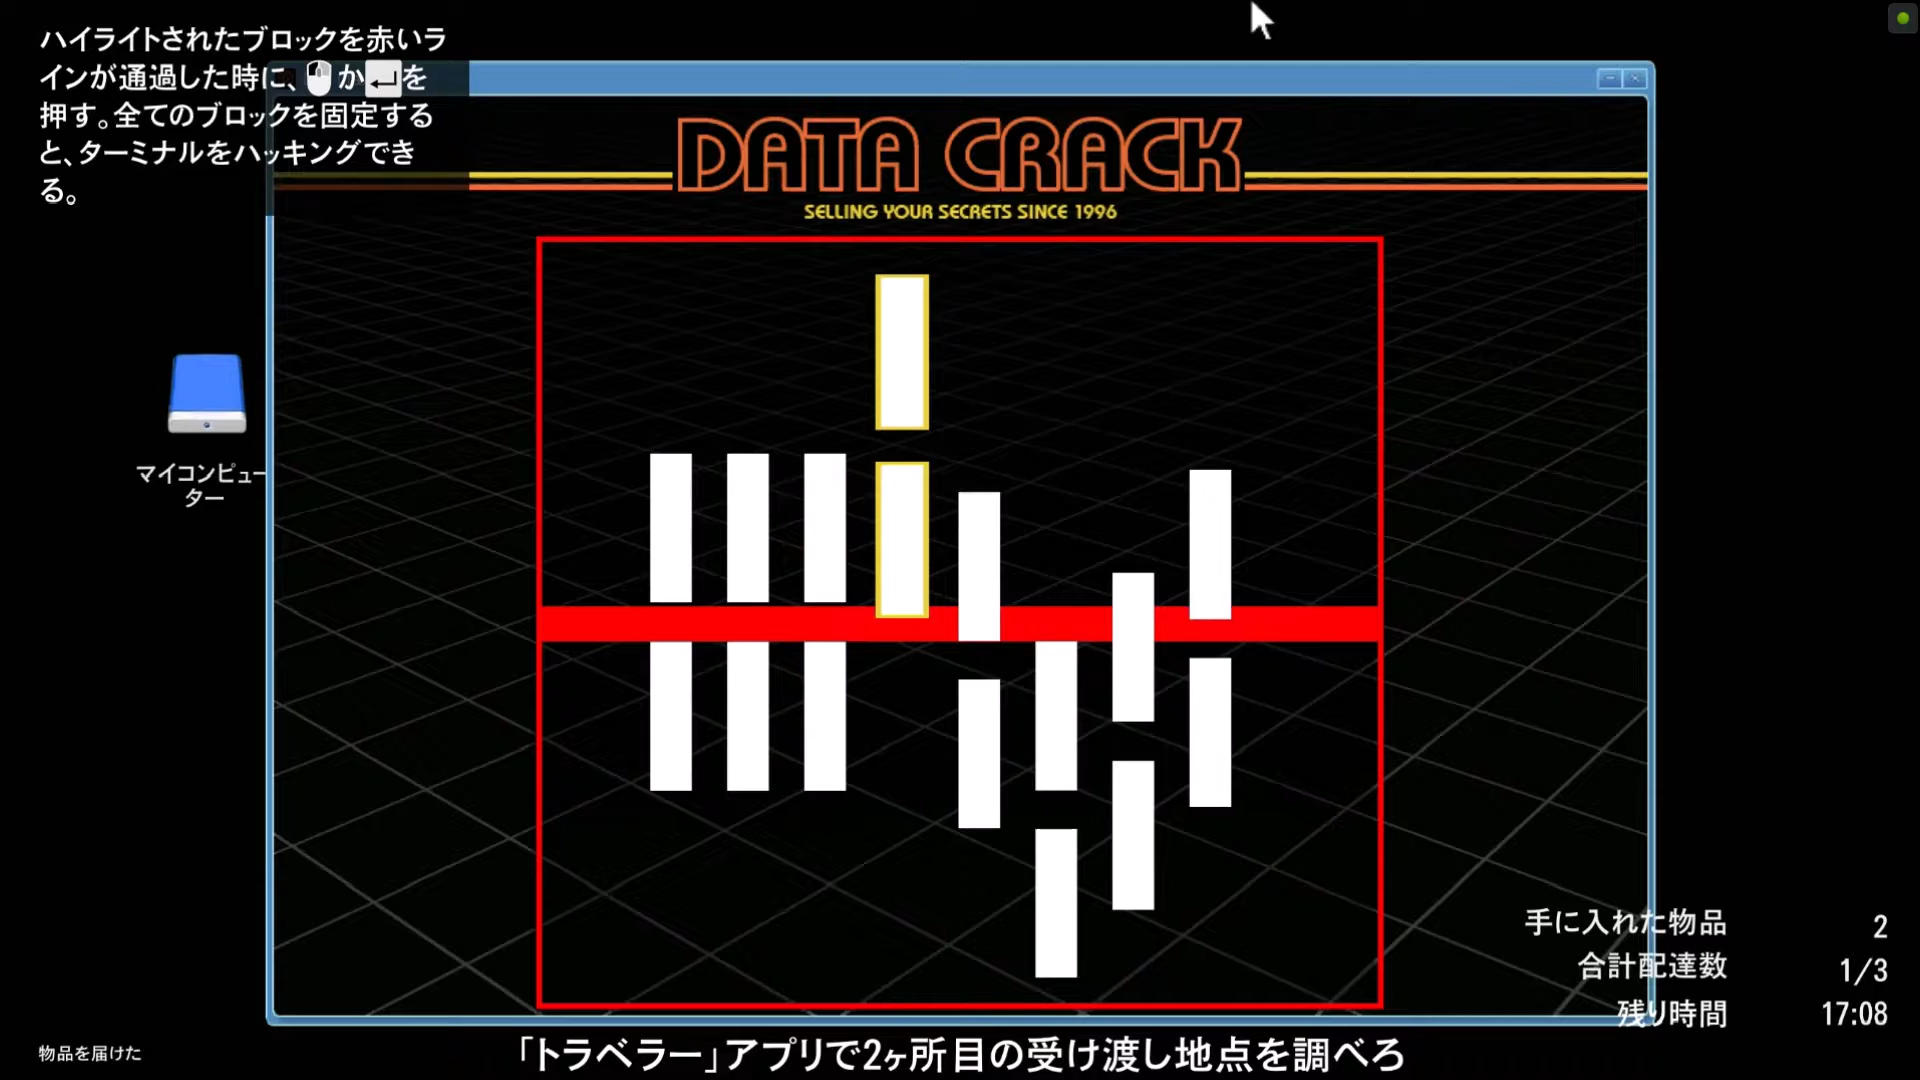 ハイライトされたブロックを赤いラ
インが通過した時に、か を
押す。全てのブロックを固定する
と、ターミナルをハッキングでき
る。
DATA CRACK
SELLING YOUR SECRETS SINCE 1996
マイコンピュー
ター
手に入れた物品 2
合計配達数 1/3
残り時間 17:08
物品を届けた
「トラベラー」アプリで2ヶ所目の受け渡し地点を調べろ